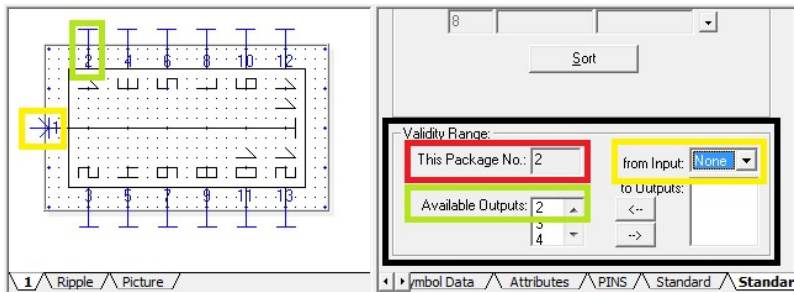 2 4 6 8 10 12
1
3 5 7 9 11 13
1 Ripple Picture
8
Sort
Validity Range:
This Package No.: 2
from Input: None
to Outputs:
Available Outputs: 2
<--
3
4
-->
ymbol Data Attributes PINS Standard Standar